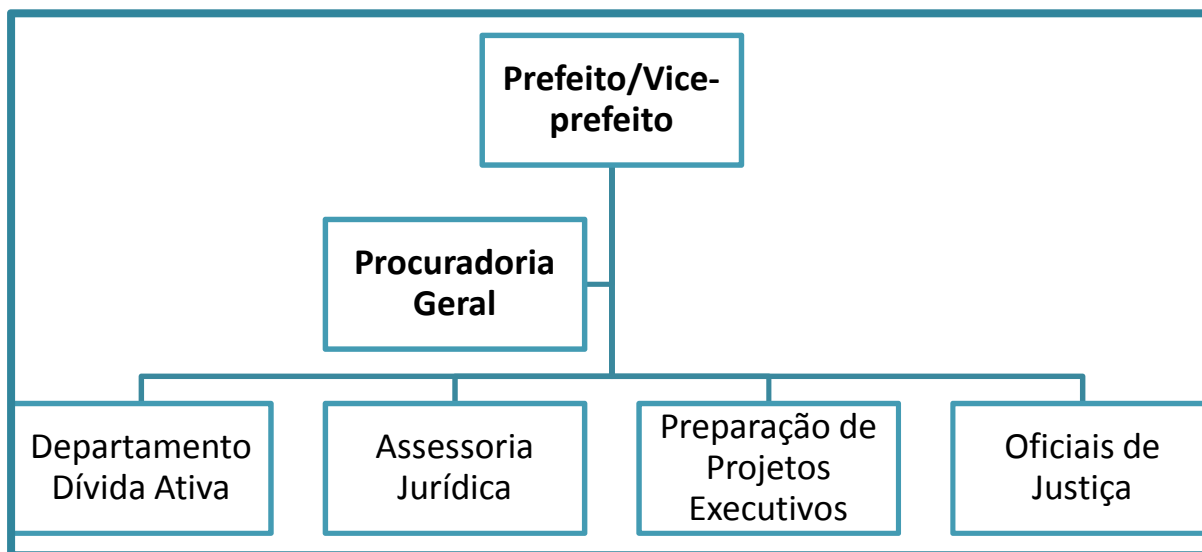 Prefeito/Vice-
prefeito
Procuradoria
Geral
Departamento
Dívida Ativa
Assessoria
Jurídica
Preparação de
Projetos
Executivos
Oficiais de
Justiça